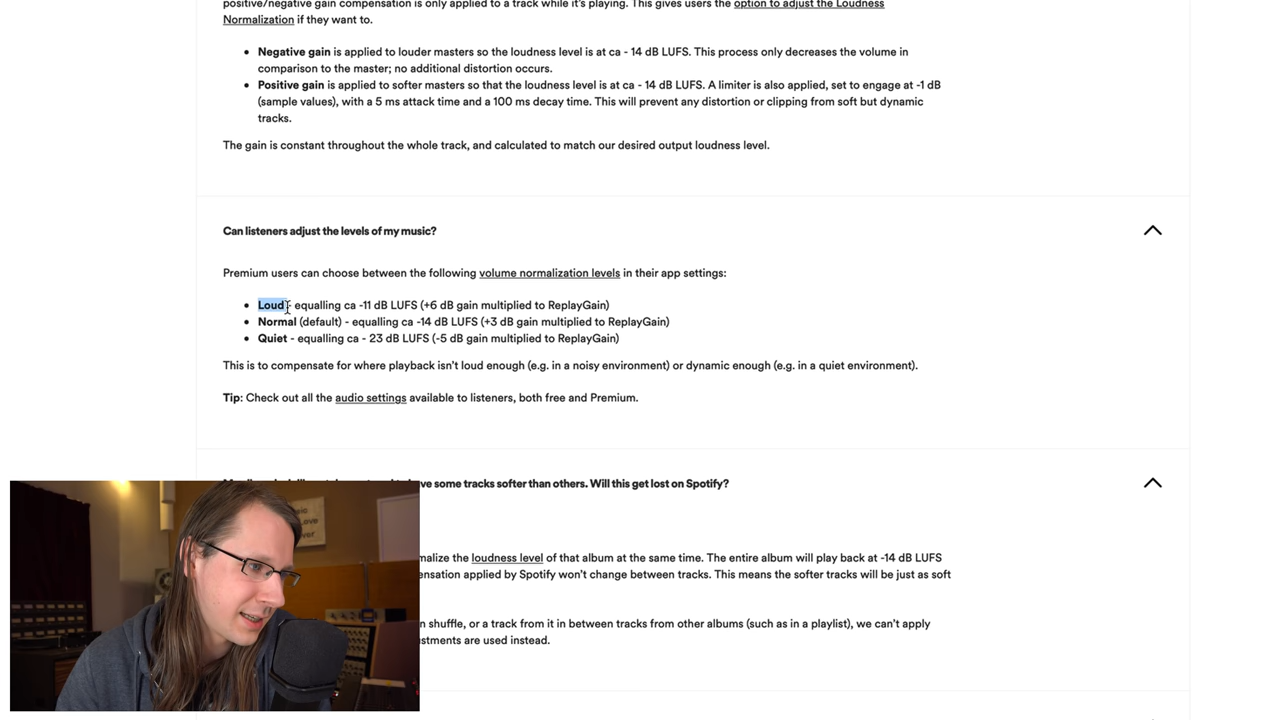 positive/negative gain compensation is only applied to a track while it's playing. This gives users the option to adjust the Loudness
Normalization if they want to.
• Negative gain is applied to louder masters so the loudness level is at ca - 14 dB LUFS. This process only decreases the volume in
comparison to the master; no additional distortion occurs.
• Positive gain is applied to softer masters so that the loudness level is at ca - 14 dB LUFS. A limiter is also applied, set to engage at -1 dB
(sample values), with a 5 ms attack time and a 100 ms decay time. This will prevent any distortion or clipping from soft but dynamic
tracks.
The gain is constant throughout the whole track, and calculated to match our desired output loudness level.
Can listeners adjust the levels of my music?
Premium users can choose between the following volume normalization levels in their app settings:
• Loud - equalling ca -11 dB LUFS (+6 dB gain multiplied to ReplayGain)
• Normal (default) - equalling ca -14 dB LUFS (+3 dB gain multiplied to ReplayGain)
• Quiet - equalling ca - 23 dB LUFS (-5 dB gain multiplied to ReplayGain)
This is to compensate for where playback isn't loud enough (e.g. in a noisy environment) or dynamic enough (e.g. in a quiet environment).
Tip: Check out all the audio settings available to listeners, both free and Premium.
some tracks softer than others. Will this get lost on Spotify?
malize the loudness level of that album at the same time. The entire album will play back at -14 dB LUFS
ensation applied by Spotify won't change between tracks. This means the softer tracks will be just as soft
n shuffle, or a track from it in between tracks from other albums (such as in a playlist), we can't apply
ustments are used instead.